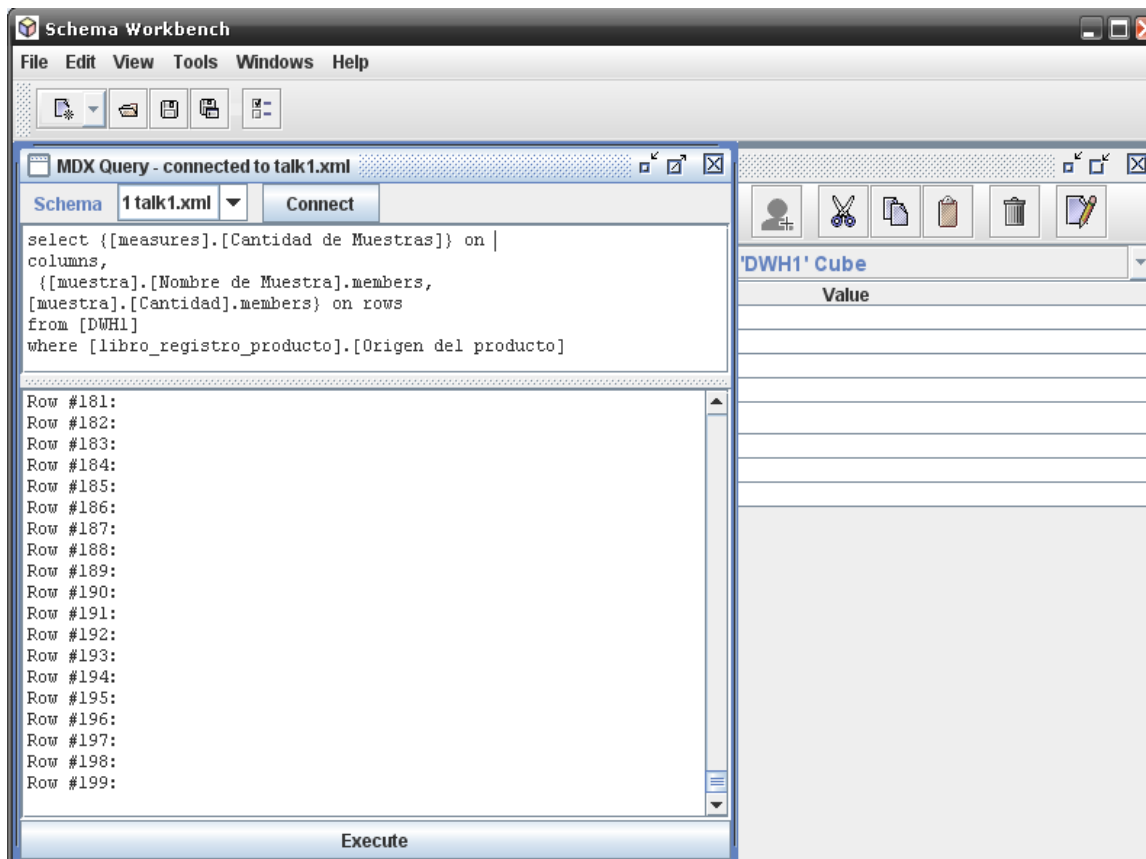 Schema Workbench
File Edit View Tools Windows Help
MDX Query - connected to talk1.xml
Schema 1 talk1.xml Connect
select {[measures].[Cantidad de Muestras]} on
columns,
{[muestra].[Nombre de Muestra].members,
[muestra].[Cantidad].members} on rows
from [DWH1]
where [libro_registro_producto].[Origen del producto]
Row #181:
Row #182:
Row #183:
Row #184:
Row #185:
Row #186:
Row #187:
Row #188:
Row #189:
Row #190:
Row #191:
Row #192:
Row #193:
Row #194:
Row #195:
Row #196:
Row #197:
Row #198:
Row #199:
Execute
'DWH1' Cube
Value